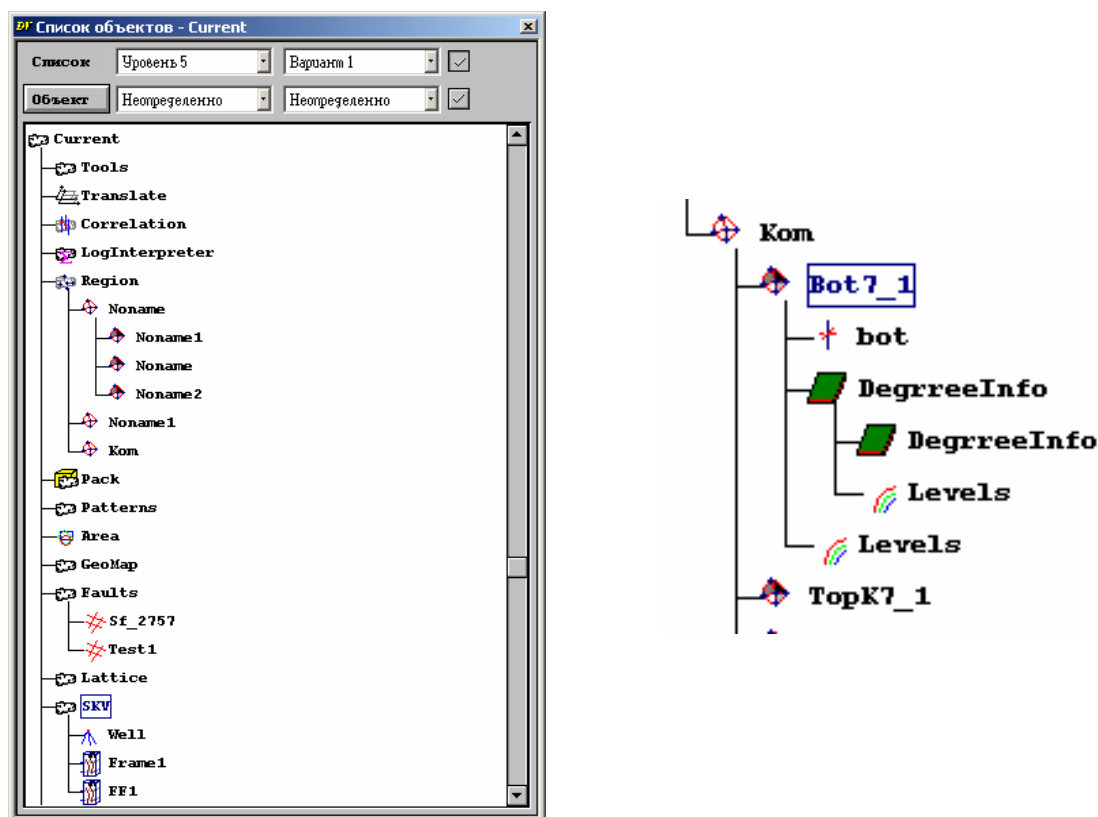 DV Список объектов - Current
Список Уровень 5 Вариант 1
Объект Неопределенно Неопределенно
Current
Tools
Translate
Correlation
LogInterpreter
Region
Noname
Noname1
Noname
Noname2
Noname1
Kom
Pack
Patterns
Area
GeoMap
Faults
Sf_2757
Test1
Lattice
SKV
Well
Frame1
FF1
Kom
Bot7_1
bot
DegrreeInfo
DegrreeInfo
Levels
Levels
TopK7_1